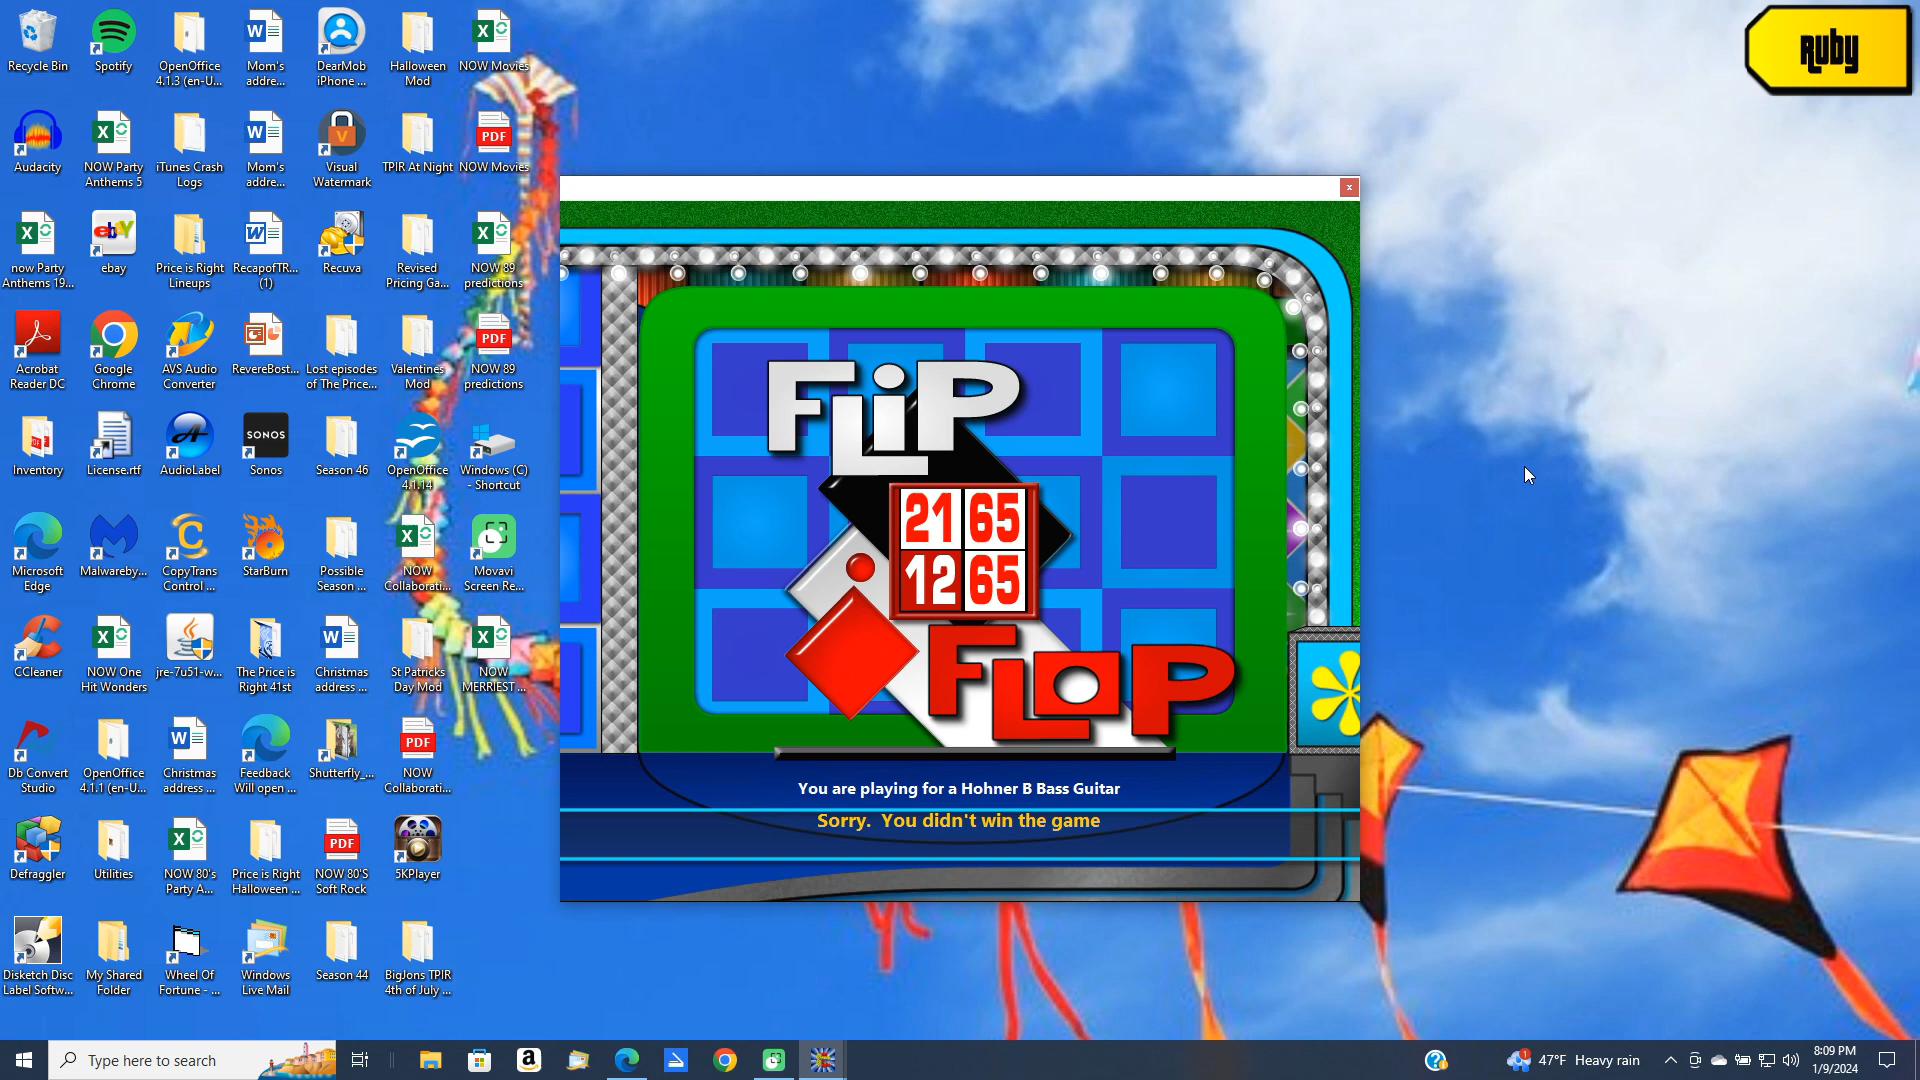 Recycle Bin
Spotify
OpenOffice
4.1.3 (en-U...
Mom's
addre...
DearMob
iPhone ...
Halloween
Mod
NOW Movies
Audacity
NOW Party
Anthems 5
iTunes Crash
Logs
Mom's
addre...
Visual
Watermark
TPIR At Night
PDF
NOW Movies
now Party
Anthems 19...
ebay
Price is Right
Lineups
RecapofTR...
(1)
Recuva
Revised
Pricing Ga...
NOW 89
predictions
Acrobat
Reader DC
Google
Chrome
AVS Audio
Converter
RevereBost...
Lost episodes
of The Price...
Valentines
Mod
PDF
NOW 89
predictions
Inventory
License.rtf
AudioLabel
SONOS
Sonos
Season 46
OpenOffice
4.1.14
Windows (C)
- Shortcut
Microsoft
Edge
Malwareby...
CopyTrans
Control ...
StarBurn
Possible
Season ...
NOW
Collaborati...
Movavi
Screen Re...
CCleaner
NOW One
Hit Wonders
jre-7u51-w...
The Price is
Right 41st
Christmas
address ...
St Patricks
Day Mod
NOW
MERRIEST ...
Db Convert
Studio
OpenOffice
4.1.1 (en-U...
Christmas
address ...
Feedback
Will open ...
Shutterfly_...
PDF
NOW
Collaborati...
Defraggler
Utilities
NOW 80'S
Party A...
Price is Right
Halloween ...
PDF
NOW 80'S
Soft Rock
5KPlayer
Disketch Disc
Label Softw...
My Shared
Folder
Wheel Of
Fortune - ...
Windows
Live Mail
Season 44
BigJons TPIR
4th of July ...
Ruby
x
FLiP
21 65
12 65
FLOP
You are playing for a Hohner B Bass Guitar
Sorry. You didn't win the game
Type here to search
47°F Heavy rain
8:09 PM
1/9/2024